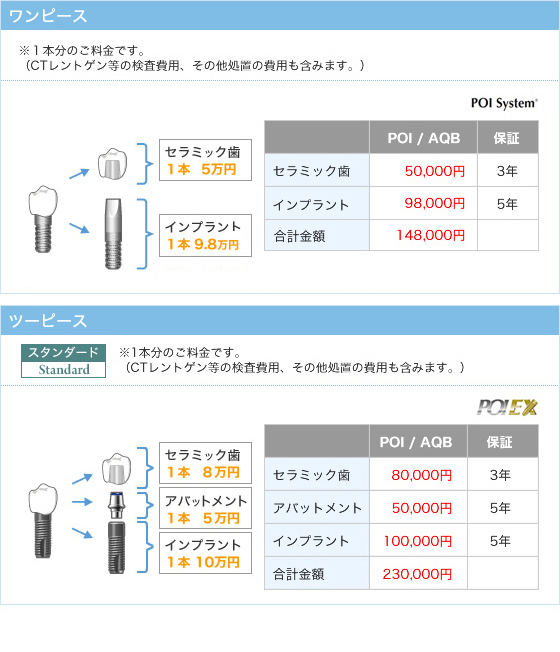 ワンピース
※１本分のご料金です。
（CTレントゲン等の検査費用、その他処置の費用も含みます。）
POI System®
セラミック歯
1本 5万円
インプラント
1本 9.8万円
POI / AQB 保証
セラミック歯 50,000円 3年
インプラント 98,000円 5年
合計金額 148,000円
ツーピース
スタンダード
Standard
※1本分のご料金です。
（CTレントゲン等の検査費用、その他処置の費用も含みます。）
POI EX
セラミック歯
1本 8万円
アバットメント
1本 5万円
インプラント
1本 10万円
POI / AQB 保証
セラミック歯 80,000円 3年
アバットメント 50,000円 5年
インプラント 100,000円 5年
合計金額 230,000円